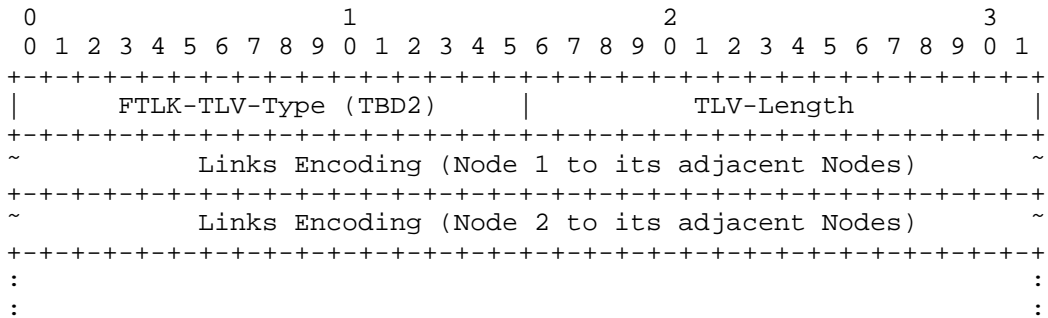 0                   1                   2                   3
 0 1 2 3 4 5 6 7 8 9 0 1 2 3 4 5 6 7 8 9 0 1 2 3 4 5 6 7 8 9 0 1
+-+-+-+-+-+-+-+-+-+-+-+-+-+-+-+-+-+-+-+-+-+-+-+-+-+-+-+-+-+-+-+-+
|      FTLK-TLV-Type (TBD2)     |          TLV-Length           |
+-+-+-+-+-+-+-+-+-+-+-+-+-+-+-+-+-+-+-+-+-+-+-+-+-+-+-+-+-+-+-+-+
~           Links Encoding (Node 1 to its adjacent Nodes)       ~
+-+-+-+-+-+-+-+-+-+-+-+-+-+-+-+-+-+-+-+-+-+-+-+-+-+-+-+-+-+-+-+-+
~           Links Encoding (Node 2 to its adjacent Nodes)       ~
+-+-+-+-+-+-+-+-+-+-+-+-+-+-+-+-+-+-+-+-+-+-+-+-+-+-+-+-+-+-+-+-+
:                                                               :
:                                                               :